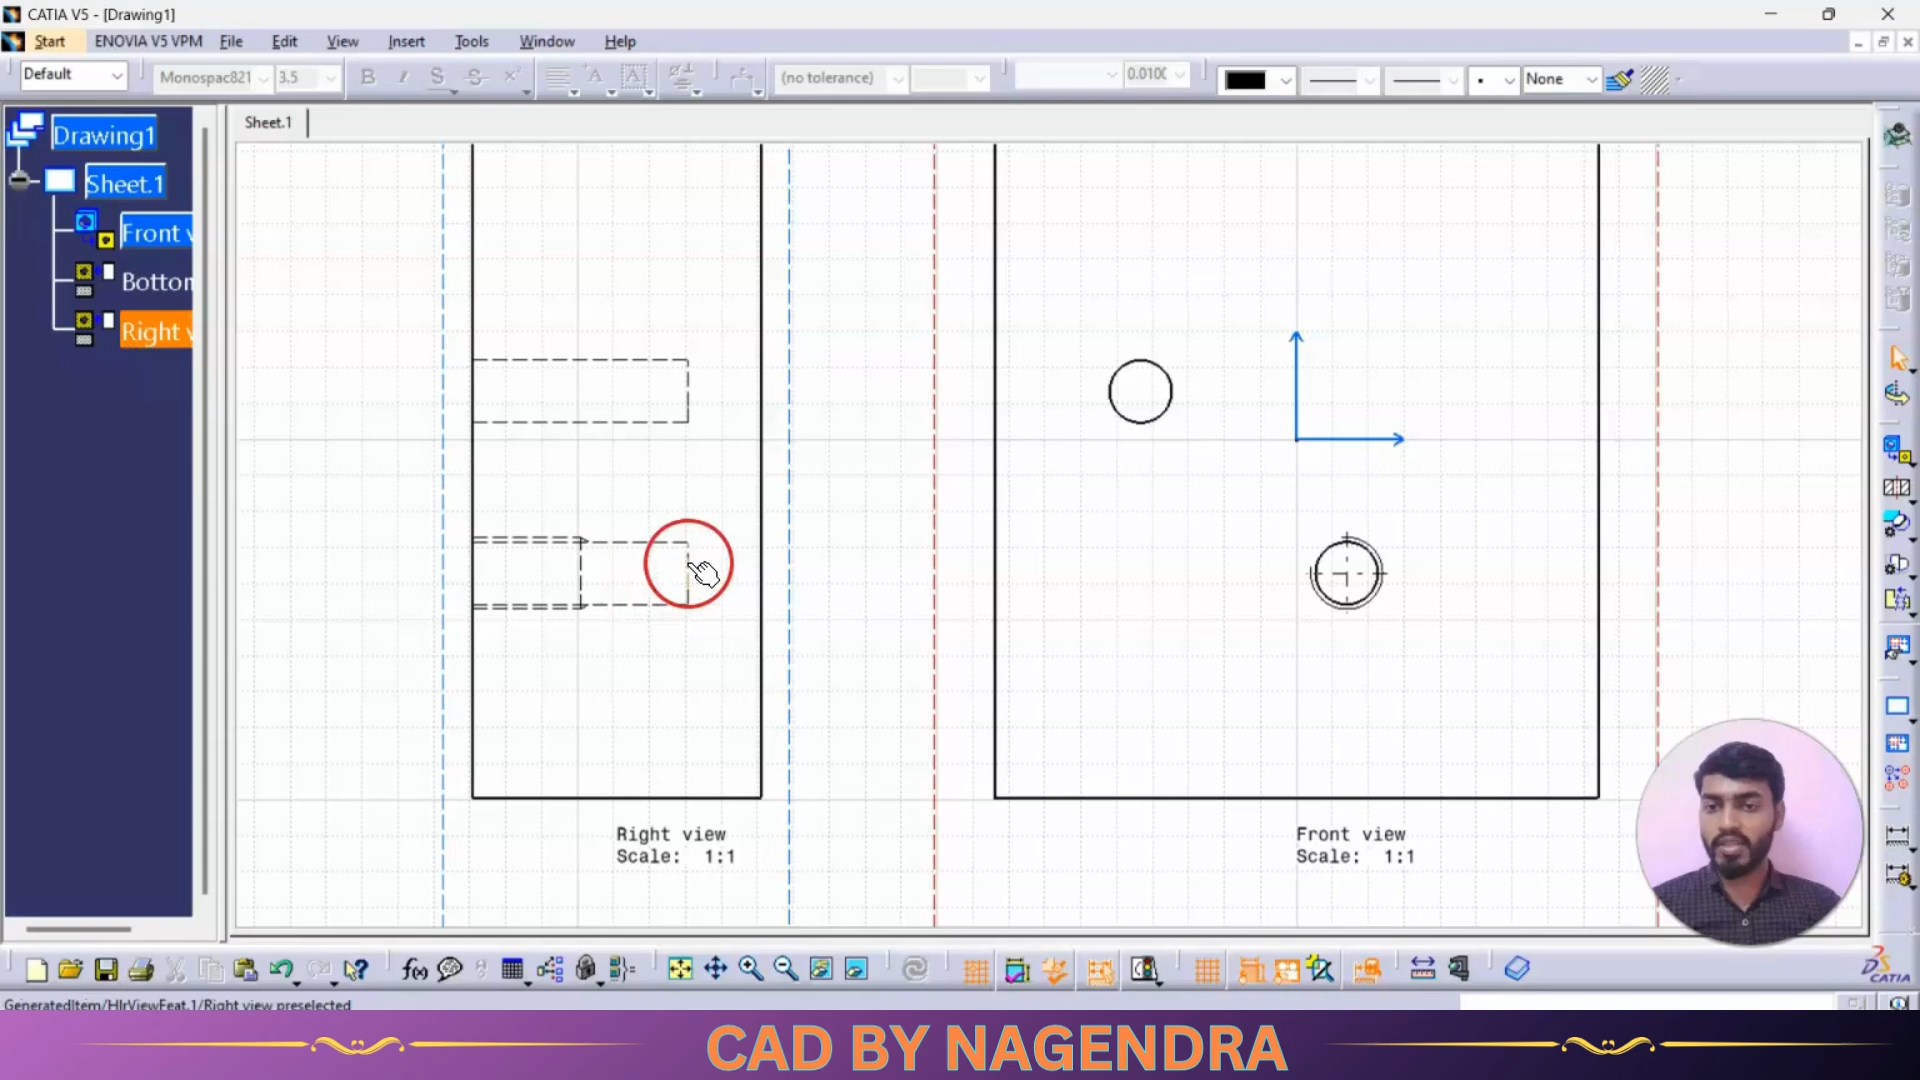 CATIA V5 - [Drawing1]
Start ENOVIA V5 VPM File Edit View Insert Tools Window Help
Default Monospac821 3.5 B (no tolerance) 0.010( None
Sheet.1
Drawing1
Sheet.1
Front v
Bottor
Right v
Right view
Scale: 1:1
Front view
Scale: 1:1
f(x)
CATIA
GeneratedItem/HlrViewFeat.1/Right view preselected
CAD BY NAGENDRA